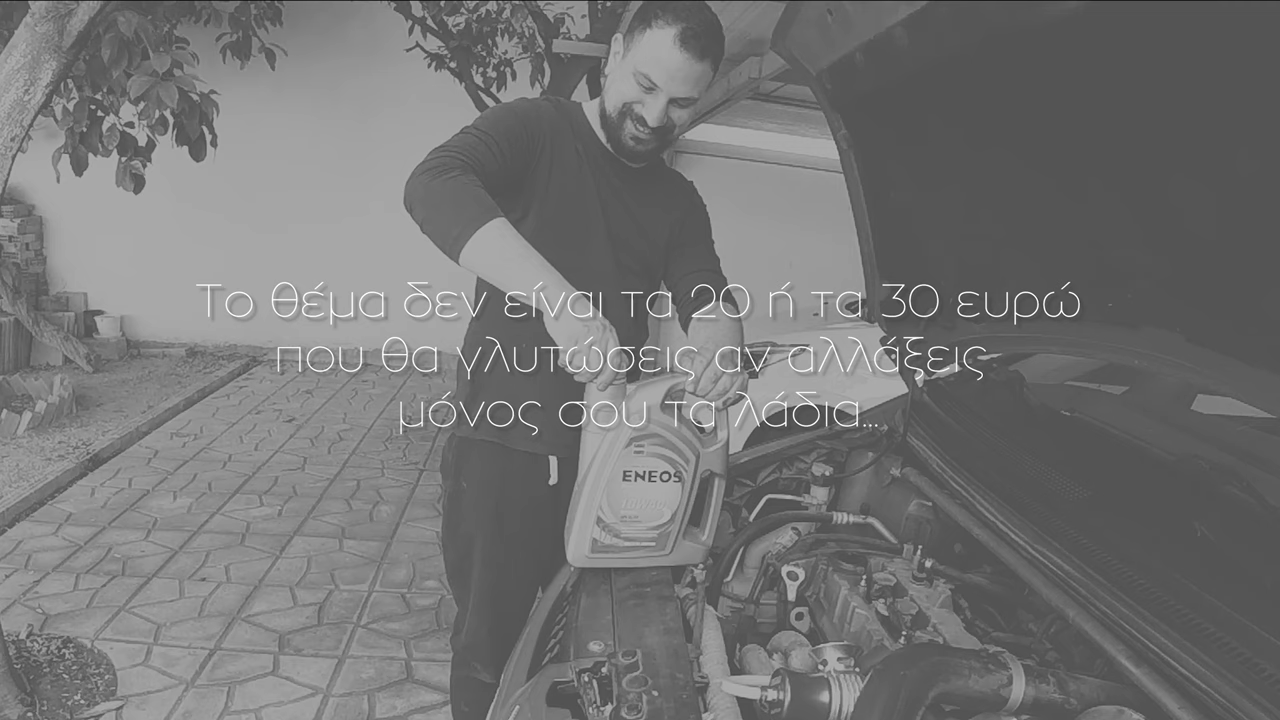 Το θέμα δεν είναι τα 20 ή τα 30 ευρώ
που θα γλυτώσεις αν αλλάξεις
μόνος σου τα λάδια...
ENEOS
10W40